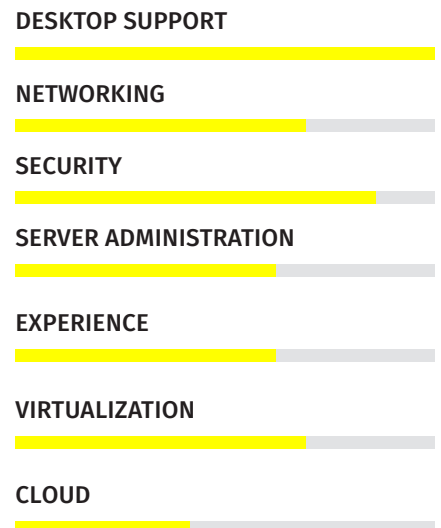 DESKTOP SUPPORT
NETWORKING
SECURITY
SERVER ADMINISTRATION
EXPERIENCE
VIRTUALIZATION
CLOUD